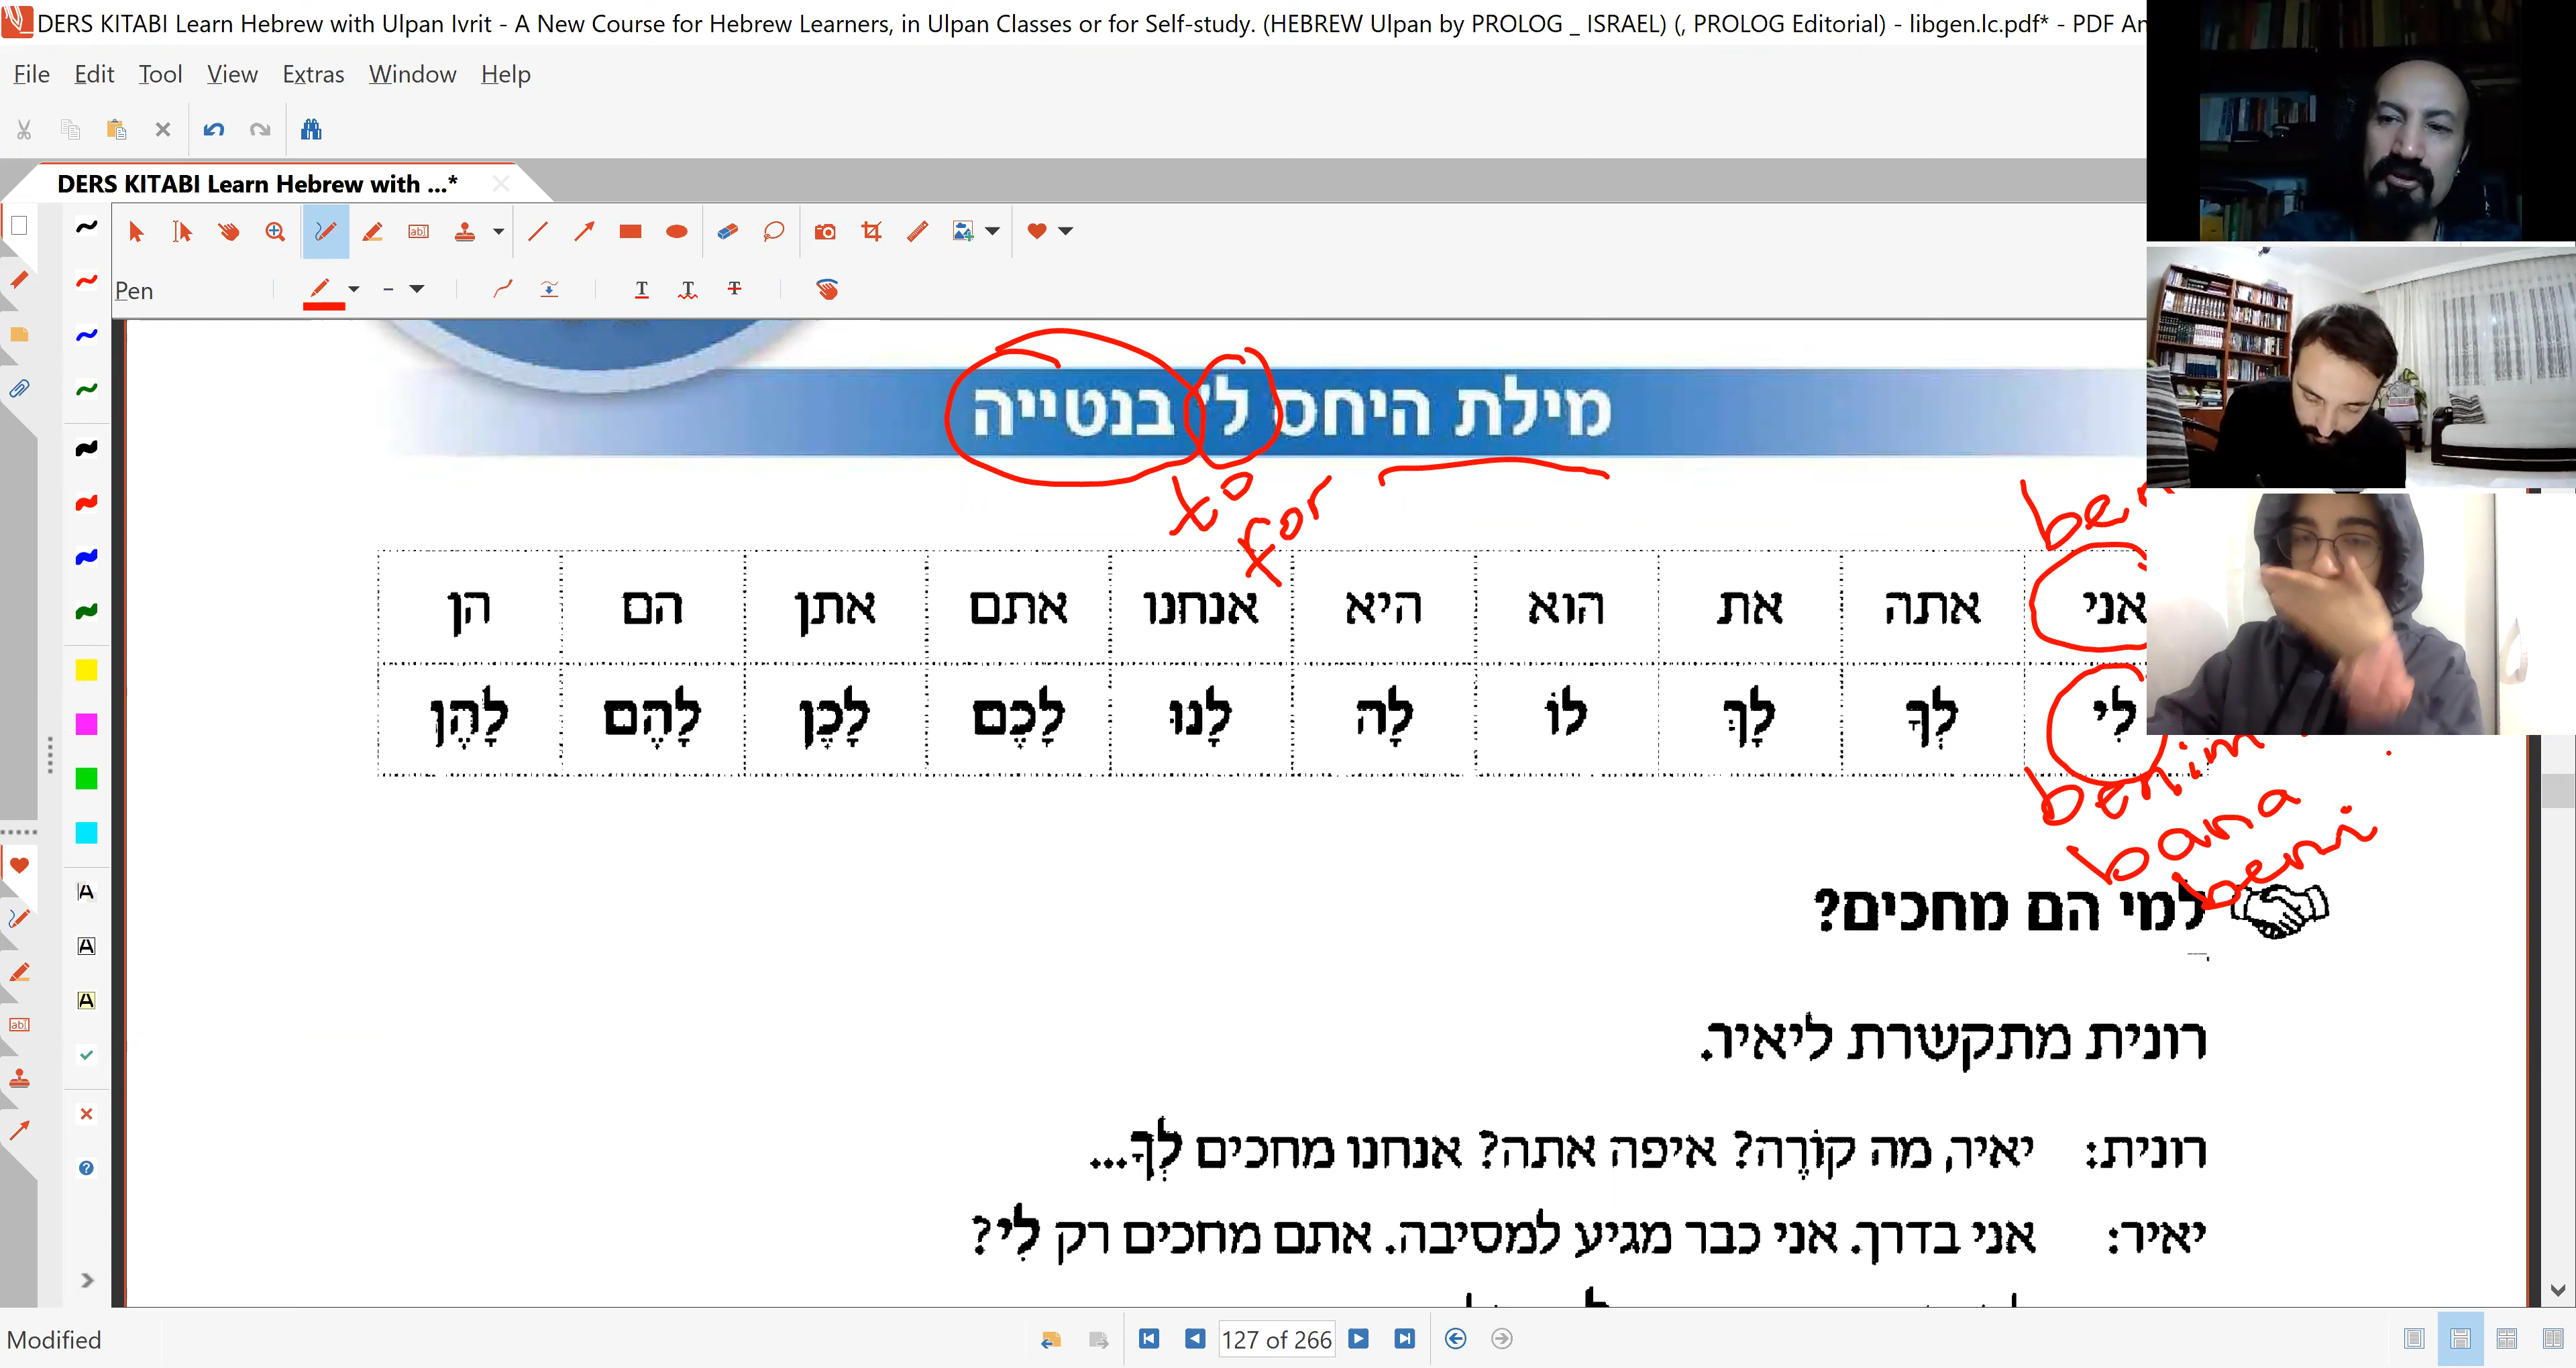 DERS KITABI Learn Hebrew with Ulpan Ivrit - A New Course for Hebrew Learners, in Ulpan Classes or for Self-study. (HEBREW Ulpan by PROLOG _ ISRAEL) (, PROLOG Editorial) - libgen.lc.pdf* - PDF An
File Edit Tool View Extras Window Help
DERS KITABI Learn Hebrew with ...*
Pen
מילת היחס ל' בנטייה
to
for
אני אתה את הוא היא אנחנו אתם אתן הם הן
לִי לְךָ לָךְ לוֹ לָה לָנוּ לָכֶם לָכֶן לָהֶם לָהֶן
benim
bana
beni
למי הם מחכים?
רונית מתקשרת ליאיר.
רונית: יאיר, מה קוֹרֶה? איפה אתה? אנחנו מחכים לְךָ...
יאיר: אני בדרך. אני כבר מגיע למסיבה. אתם מחכים רק לִי?
Modified
127 of 266